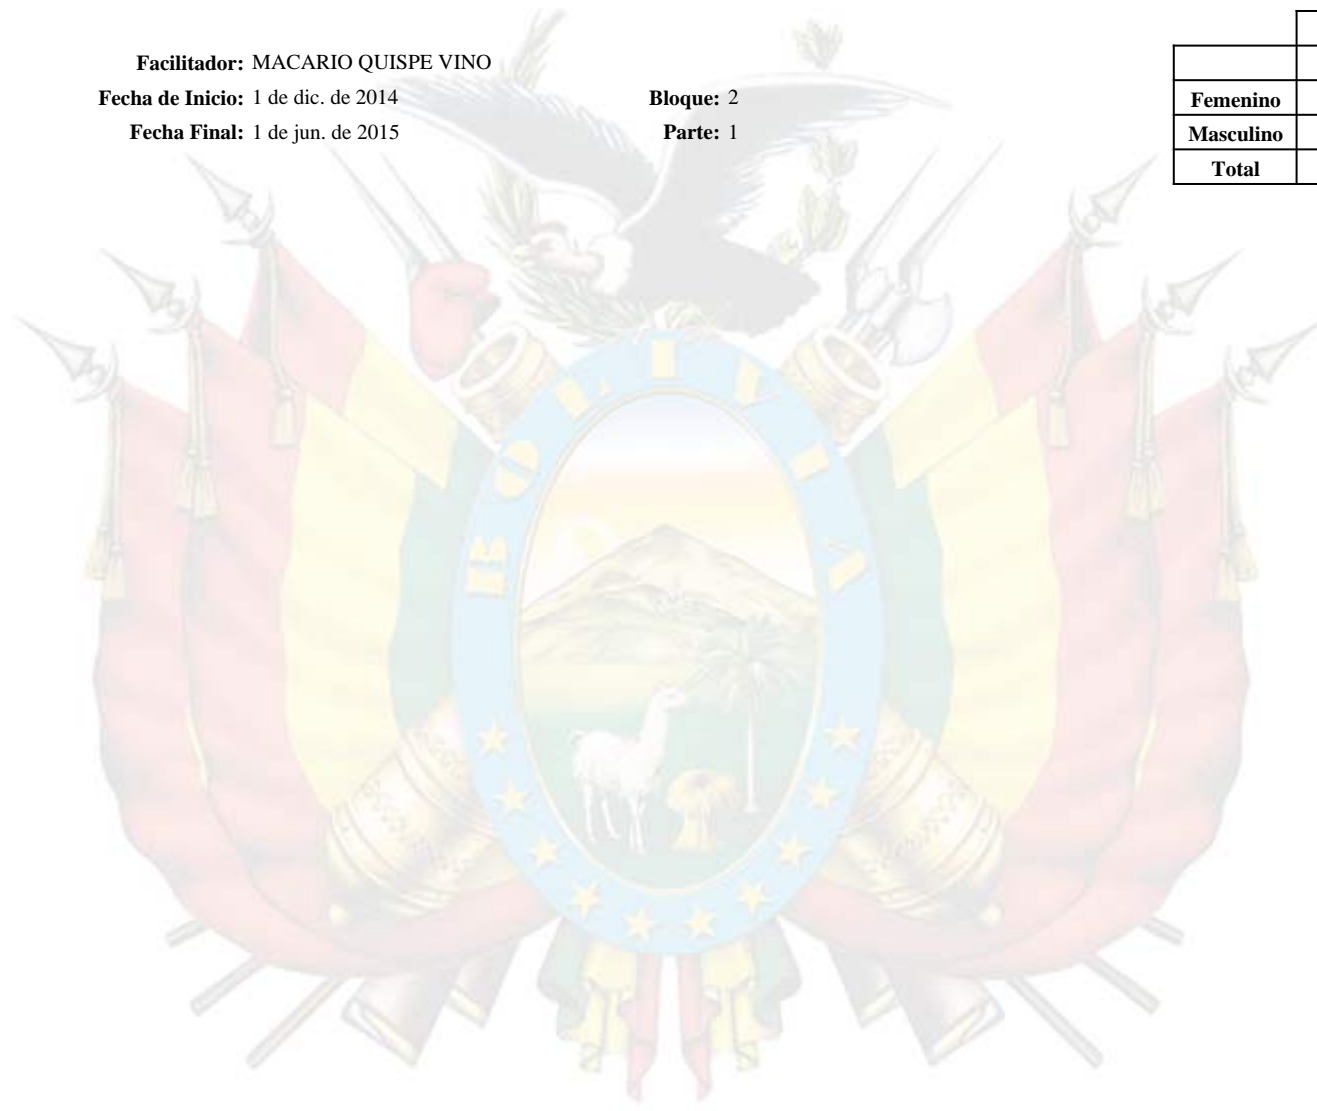 Facilitador: MACARIO QUISPE VINO
Fecha de Inicio: 1 de dic. de 2014 Bloque: 2
Fecha Final: 1 de jun. de 2015 Parte: 1
Femenino
Masculino
Total
BOLIVIA